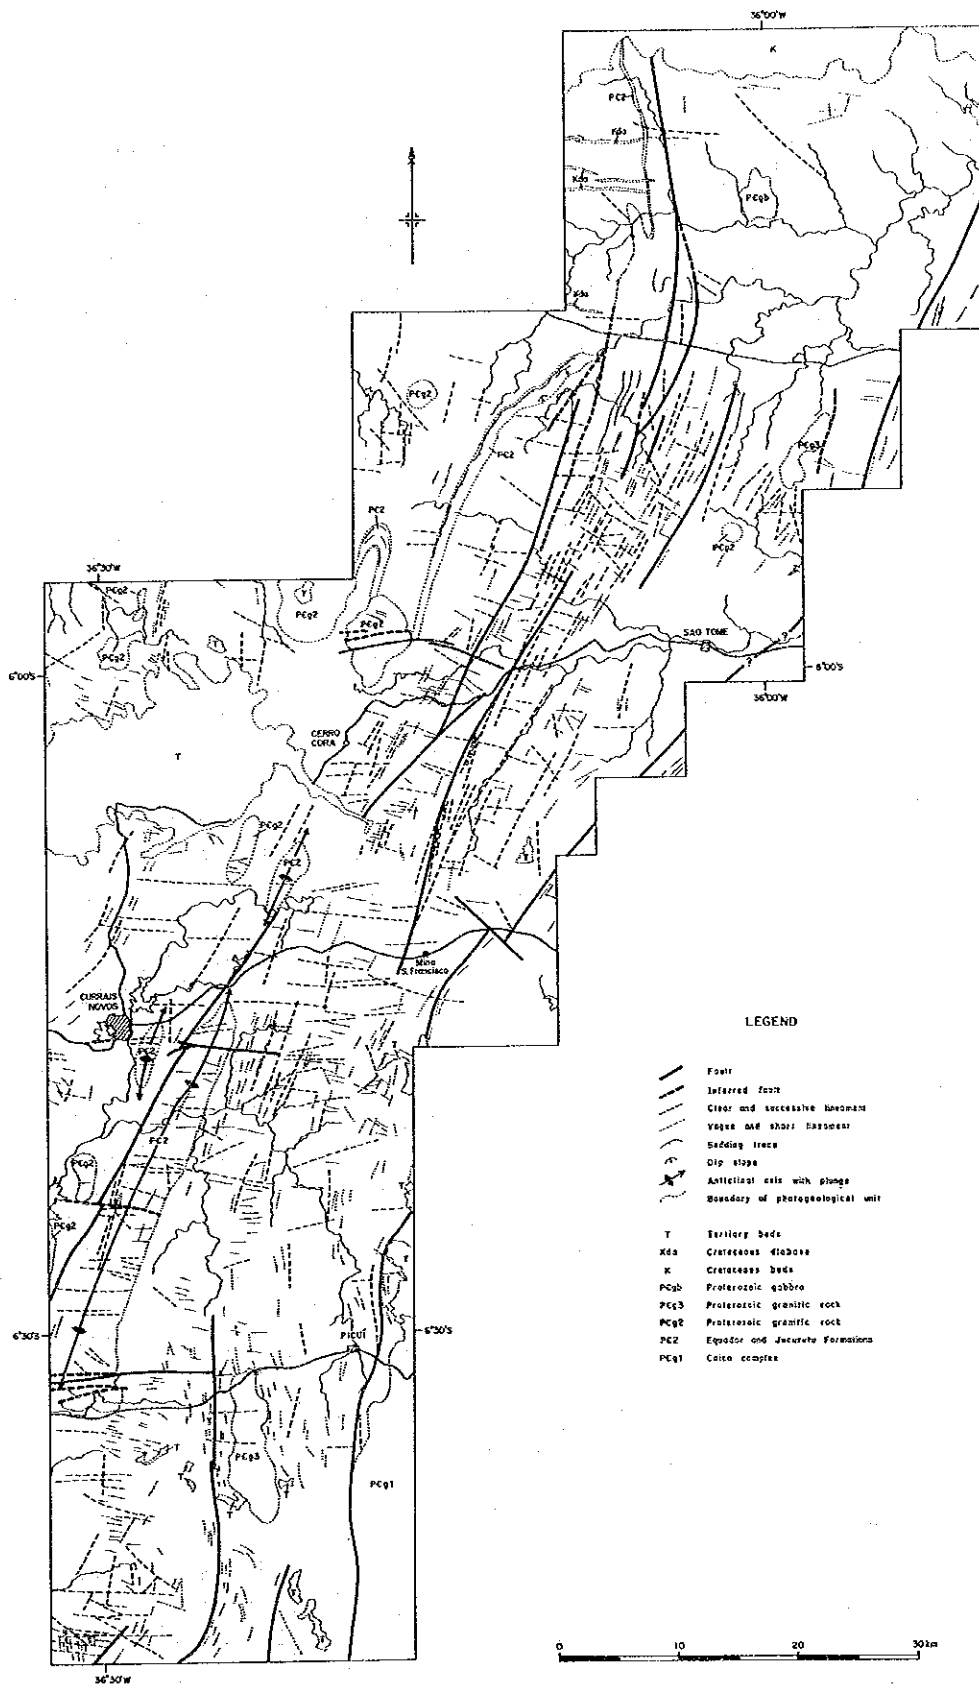 36°00'W
K
PC2
Kda
Kda
PCgb
Kda
PCg2
PC2
PCg3
PC2
PCg2
36°30'W
PCg2
T
PCg2
PCg2
T
PCg2
SAO TOME
6°00'S
6°00'S
36°00'W
CERRO
CORA
T
PCg2
PC2
T
Mina
S. Francisco
CURRAIS
NOVOS
PC2
T
PC2
PCg2
PCg2
T
6°30'S
PICUI
6°30'S
T
PCg3
T
T
PCg1
T
36°30'W
LEGEND
Fault
Inferred fault
Clear and successive lineament
Vague and short lineament
Bedding trace
Dip slope
Anticlinal axis with plunge
Boundary of photogeological unit
T Tertiary beds
Kda Cretaceous diabase
K Cretaceous beds
PCgb Proterozoic gabbro
PCg3 Proterozoic granitic rock
PCg2 Proterozoic granitic rock
PC2 Equador and Jucurutu Formations
PCg1 Caico complex
0 10 20 30km